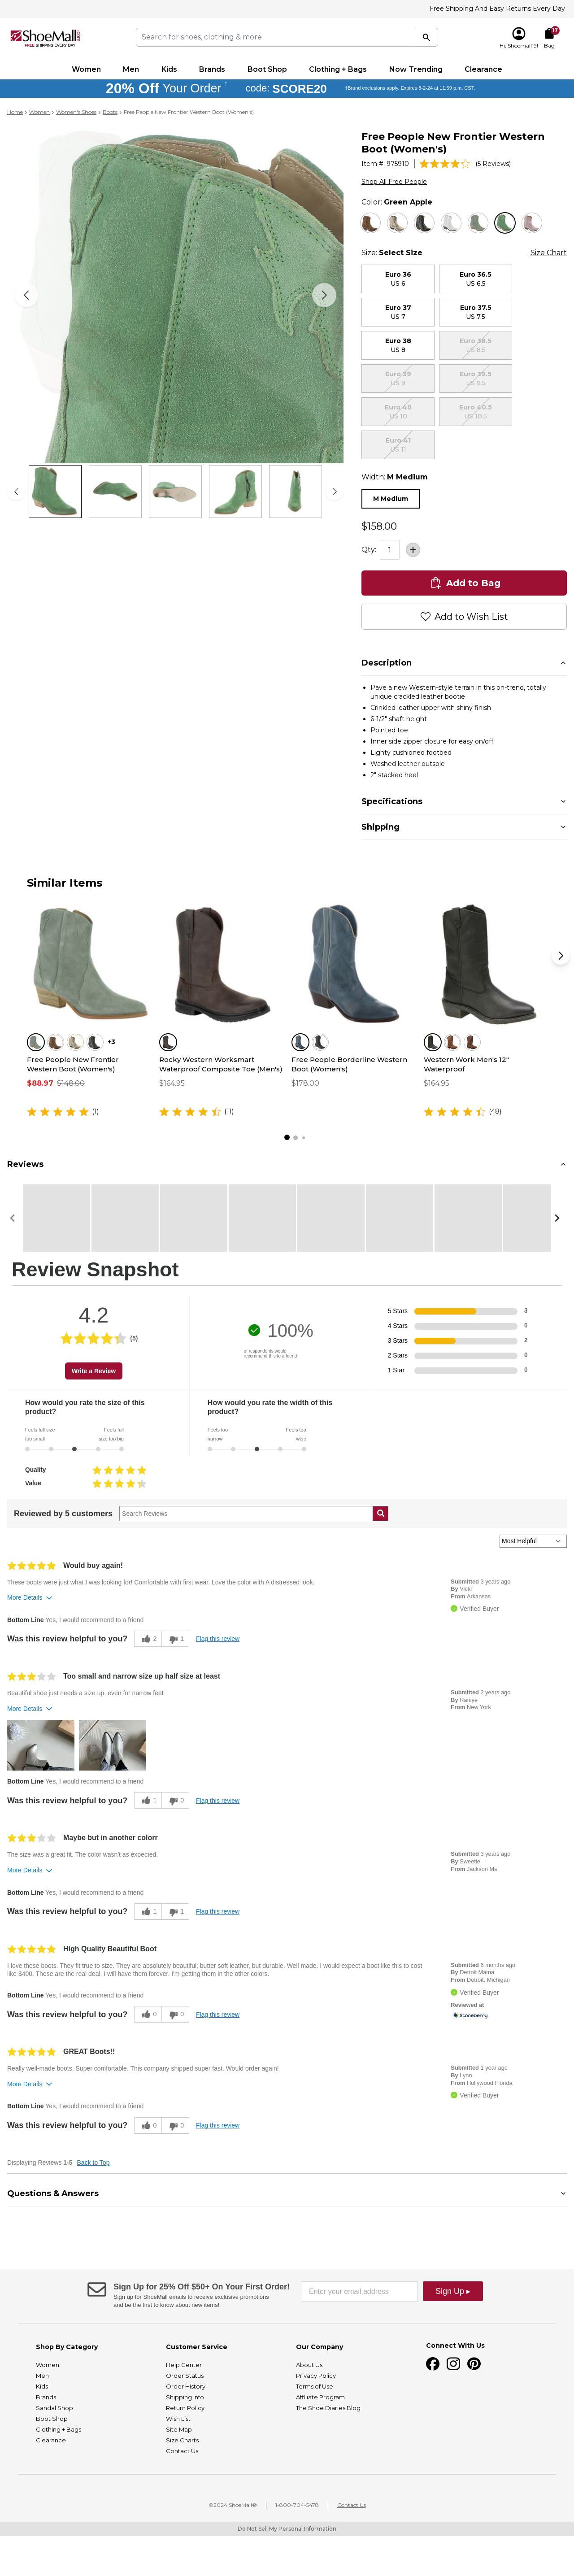 Free Shipping And Easy Returns Every Day
ShoeMall
FREE SHIPPING EVERY DAY
Search for shoes, clothing & more
Hi, Shoemall9!
17
Bag
Women Men Kids Brands Boot Shop Clothing + Bags Now Trending Clearance
20% Off Your Order † code: SCORE20 †Brand exclusions apply. Expires 8-2-24 at 11:59 p.m. CST.
Home > Women > Women's Shoes > Boots > Free People New Frontier Western Boot (Women's)
Free People New Frontier Western
Boot (Women's)
Item #: 975910 (5 Reviews)
Shop All Free People
Color: Green Apple
Size: Select Size Size Chart
Euro 36
US 6
Euro 36.5
US 6.5
Euro 37
US 7
Euro 37.5
US 7.5
Euro 38
US 8
Euro 38.5
US 8.5
Euro 39
US 9
Euro 39.5
US 9.5
Euro 40
US 10
Euro 40.5
US 10.5
Euro 41
US 11
Width: M Medium
M Medium
$158.00
Qty: 1 +
Add to Bag
Add to Wish List
Description
• Pave a new Western-style terrain in this on-trend, totally
unique crackled leather bootie
• Crinkled leather upper with shiny finish
• 6-1/2" shaft height
• Pointed toe
• Inner side zipper closure for easy on/off
• Lighty cushioned footbed
• Washed leather outsole
• 2" stacked heel
Specifications
Shipping
Similar Items
+3
Free People New Frontier
Western Boot (Women's)
$88.97 $148.00
(1)
Rocky Western Worksmart
Waterproof Composite Toe (Men's)
$164.95
(11)
Free People Borderline Western
Boot (Women's)
$178.00
Western Work Men's 12"
Waterproof
$164.95
(48)
Reviews
Review Snapshot
4.2
(5)
Write a Review
100%
of respondents would
recommend this to a friend
5 Stars 3
4 Stars 0
3 Stars 2
2 Stars 0
1 Star 0
How would you rate the size of this
product?
Feels full size
too small
Feels full
size too big
How would you rate the width of this
product?
Feels too
narrow
Feels too
wide
Quality
Value
Reviewed by 5 customers
Search Reviews
Most Helpful
Would buy again!
These boots were just what I was looking for! Comfortable with first wear. Love the color with A distressed look.
More Details
Submitted 3 years ago
By Vicki
From Arkansas
Verified Buyer
Bottom Line Yes, I would recommend to a friend
Was this review helpful to you? 2 1 Flag this review
Too small and narrow size up half size at least
Beautiful shoe just needs a size up. even for narrow feet
More Details
Submitted 2 years ago
By Raniye
From New York
Bottom Line Yes, I would recommend to a friend
Was this review helpful to you? 1 0 Flag this review
Maybe but in another colorr
The size was a great fit. The color wasn't as expected.
More Details
Submitted 3 years ago
By Sweetie
From Jackson Ms
Bottom Line Yes, I would recommend to a friend
Was this review helpful to you? 1 1 Flag this review
High Quality Beautiful Boot
I love these boots. They fit true to size. They are absolutely beautiful; butter soft leather, but durable. Well made. I would expect a boot like this to cost
like $400. These are the real deal. I will have them forever. I'm getting them in the other colors.
Submitted 6 months ago
By Detroit Mama
From Detroit, Michigan
Verified Buyer
Reviewed at
Stoneberry
Bottom Line Yes, I would recommend to a friend
Was this review helpful to you? 0 0 Flag this review
GREAT Boots!!
Really well-made boots. Super comfortable. This company shipped super fast. Would order again!
More Details
Submitted 1 year ago
By Lynn
From Hollywood Florida
Verified Buyer
Bottom Line Yes, I would recommend to a friend
Was this review helpful to you? 0 0 Flag this review
Displaying Reviews 1-5 Back to Top
Questions & Answers
Sign Up for 25% Off $50+ On Your First Order!
Sign up for ShoeMall emails to receive exclusive promotions
and be the first to know about new items!
Enter your email address
Sign Up ▸
Shop By Category
Women
Men
Kids
Brands
Sandal Shop
Boot Shop
Clothing + Bags
Clearance
Customer Service
Help Center
Order Status
Order History
Shipping Info
Return Policy
Wish List
Site Map
Size Charts
Contact Us
Our Company
About Us
Privacy Policy
Terms of Use
Affiliate Program
The Shoe Diaries Blog
Connect With Us
©2024 ShoeMall® 1-800-704-5478 Contact Us
Do Not Sell My Personal Information